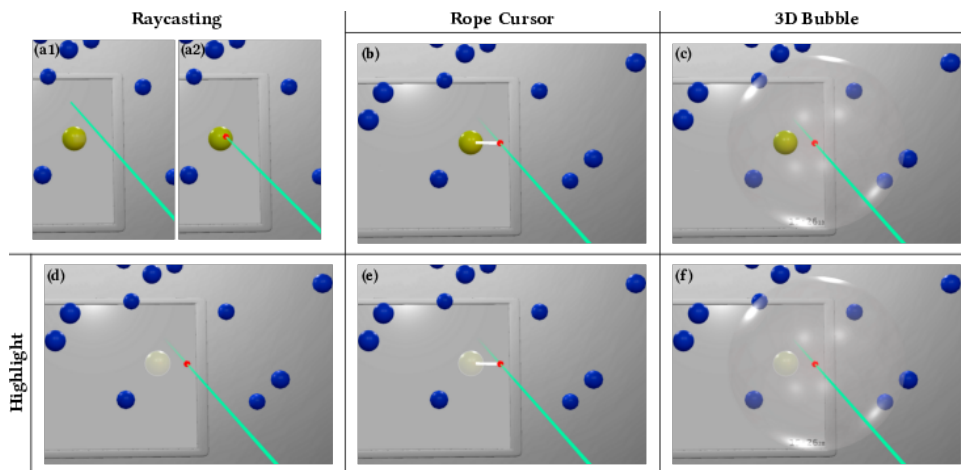 Raycasting
Rope Cursor
3D Bubble
(a1)
(a2)
(b)
(c)
Highlight
(d)
(e)
(f)